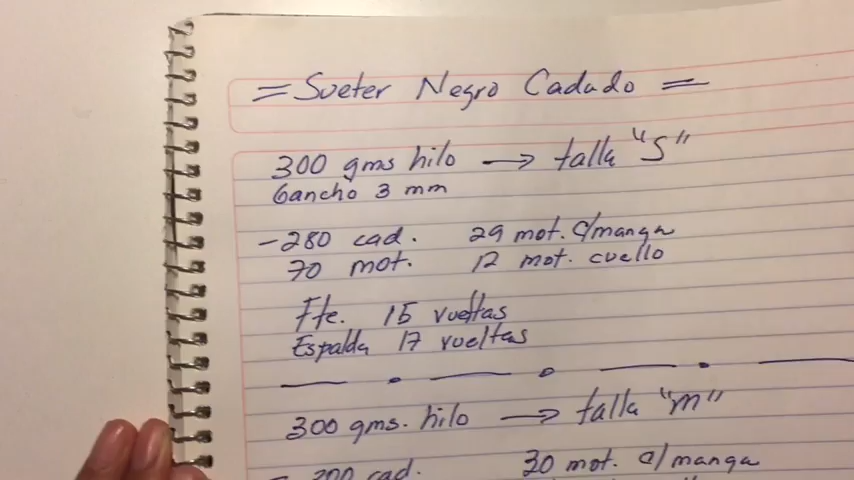 = Sueter Negro Cadado =
300 gms hilo → talla "S"
Gancho 3 mm
- 280 cad. 29 mot. c/manga
70 mot. 12 mot. cuello
Fte. 15 vueltas
Espalda 17 vueltas
300 gms. hilo → talla "M"
cad. 30 mot. c/manga